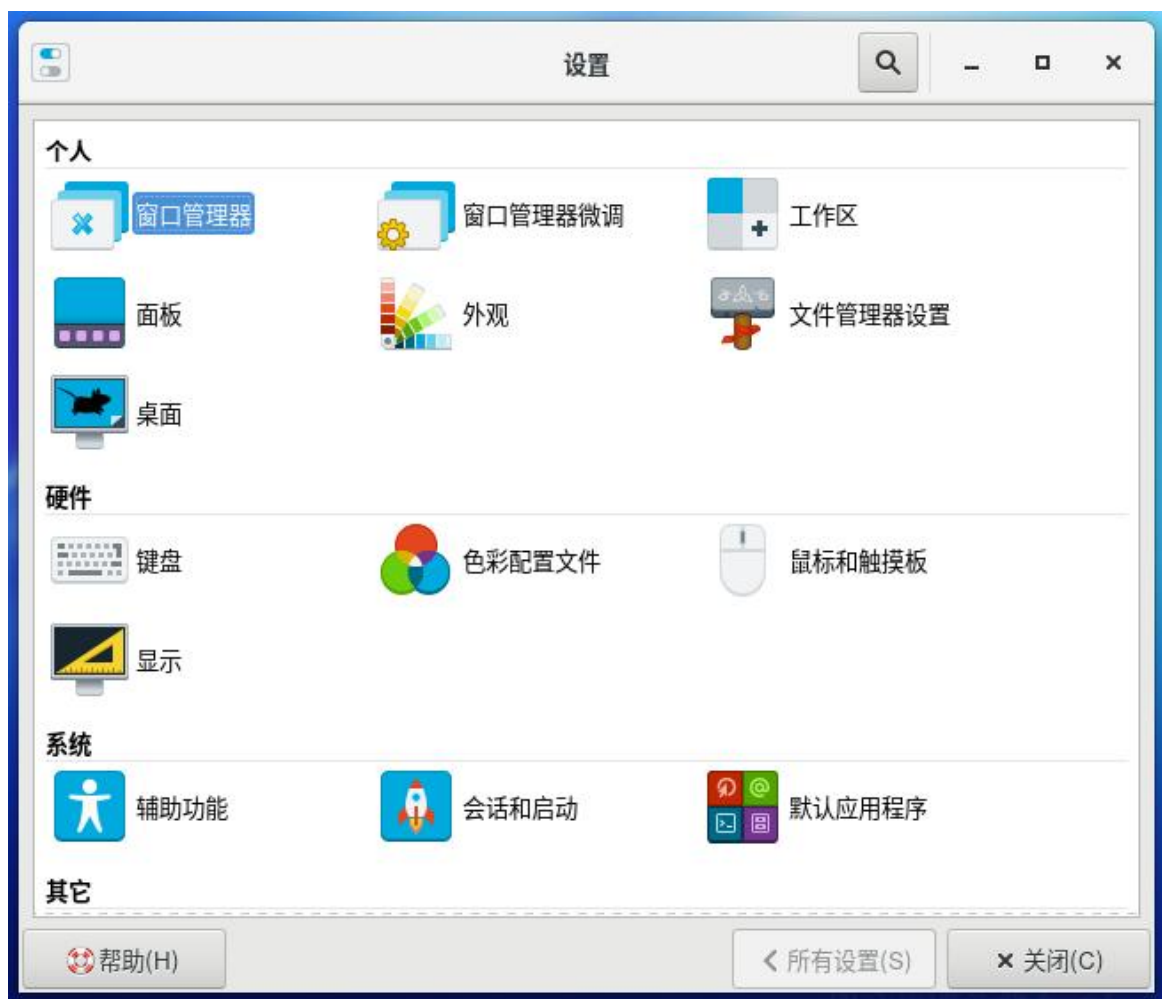 设置
个人
窗口管理器 窗口管理器微调 工作区
面板 外观 文件管理器设置
桌面
硬件
键盘 色彩配置文件 鼠标和触摸板
显示
系统
辅助功能 会话和启动 默认应用程序
其它
帮助(H) 所有设置(S) 关闭(C)